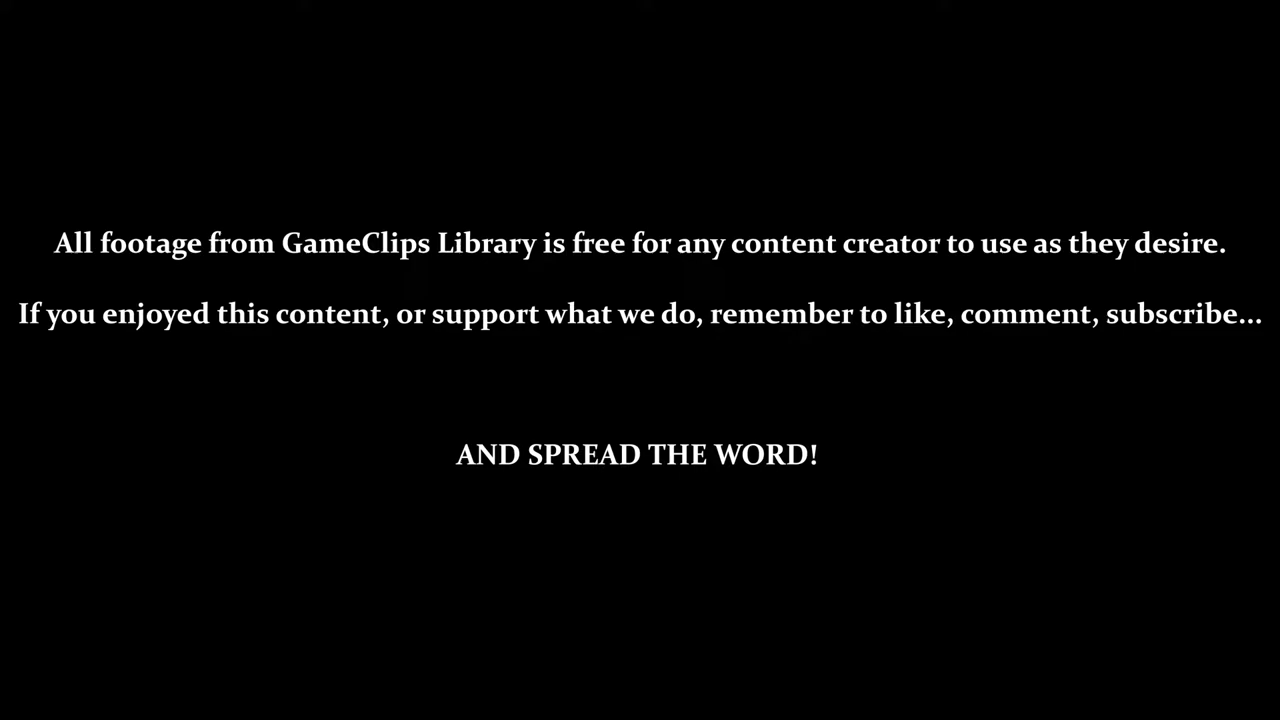 All footage from GameClips Library is free for any content creator to use as they desire.
If you enjoyed this content, or support what we do, remember to like, comment, subscribe...
AND SPREAD THE WORD!